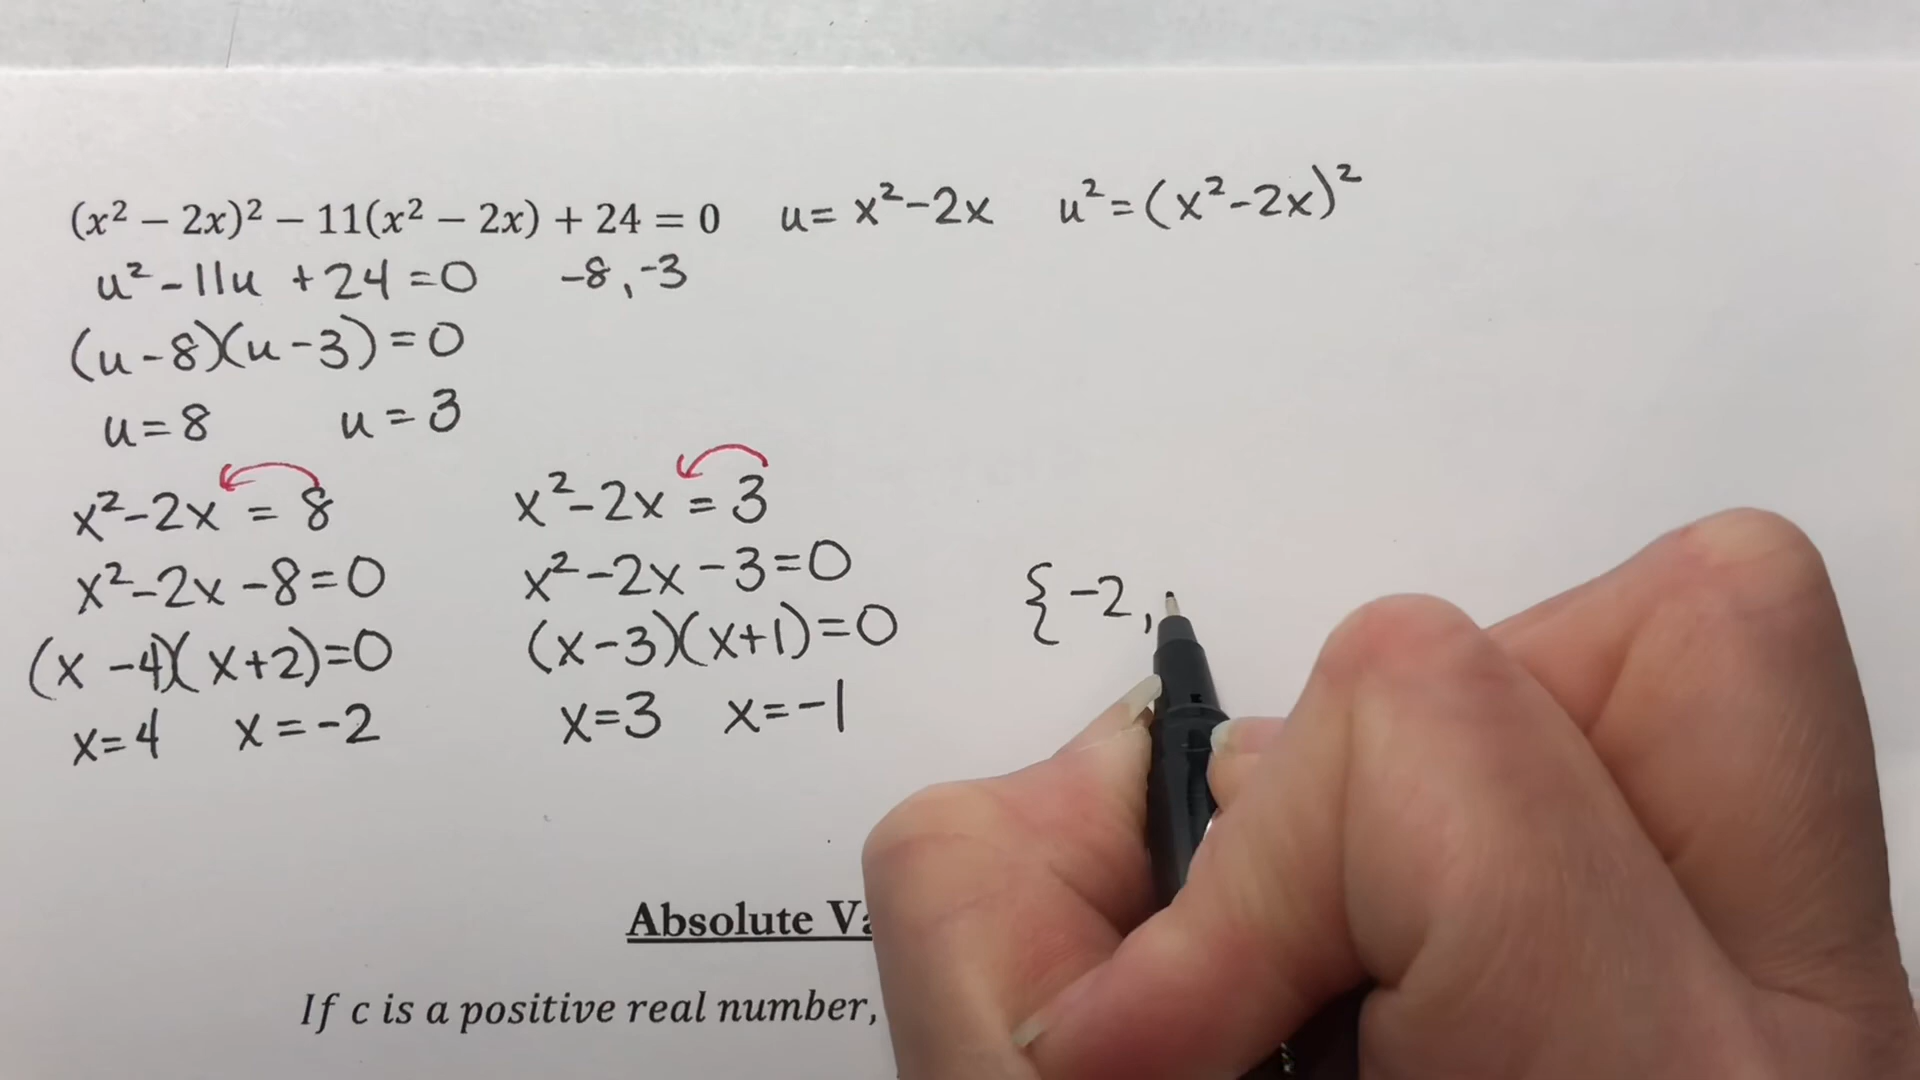 (x² − 2x)² − 11(x² − 2x) + 24 = 0 u = x²-2x u² = (x²-2x)²
u² - 11u + 24 = 0 -8, -3
(u-8)(u-3) = 0
u = 8 u = 3
x²-2x = 8 x²-2x = 3
x²-2x-8=0 x²-2x-3=0
(x-4)(x+2)=0 (x-3)(x+1)=0
x=4 x=-2 x=3 x=-1
{-2,
Absolute
If c is a positive real number,